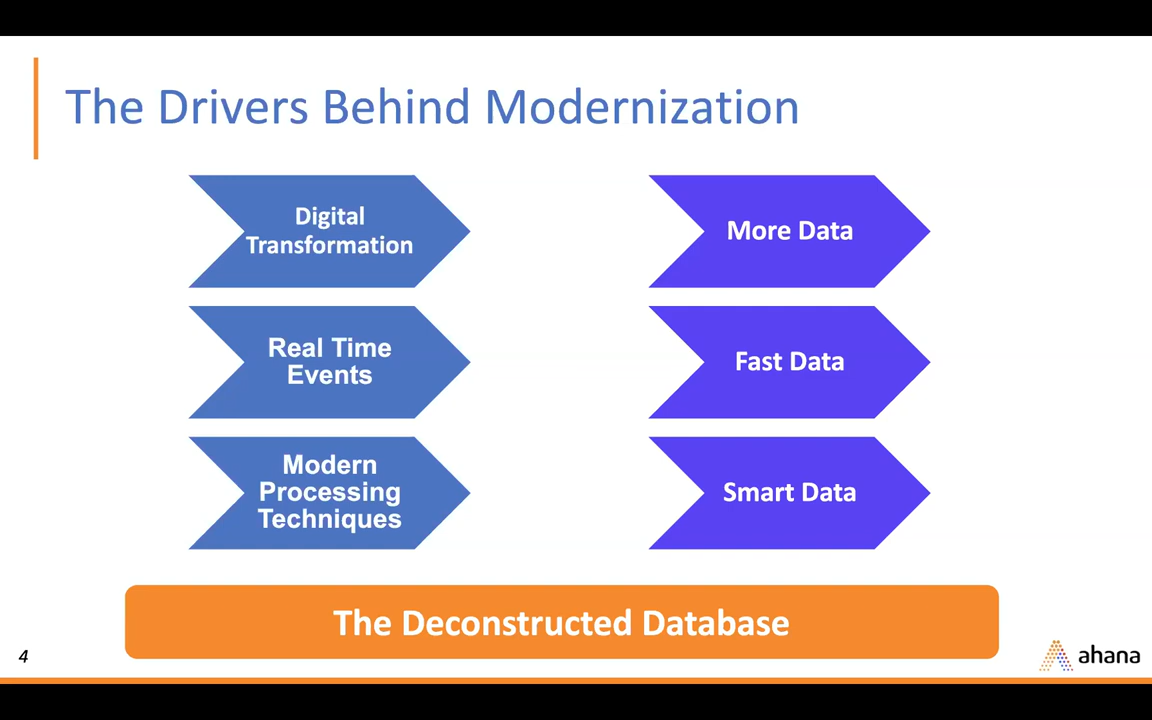 The Drivers Behind Modernization
Digital
Transformation
More Data
Real Time
Events
Fast Data
Modern
Processing
Techniques
Smart Data
The Deconstructed Database
4
ahana